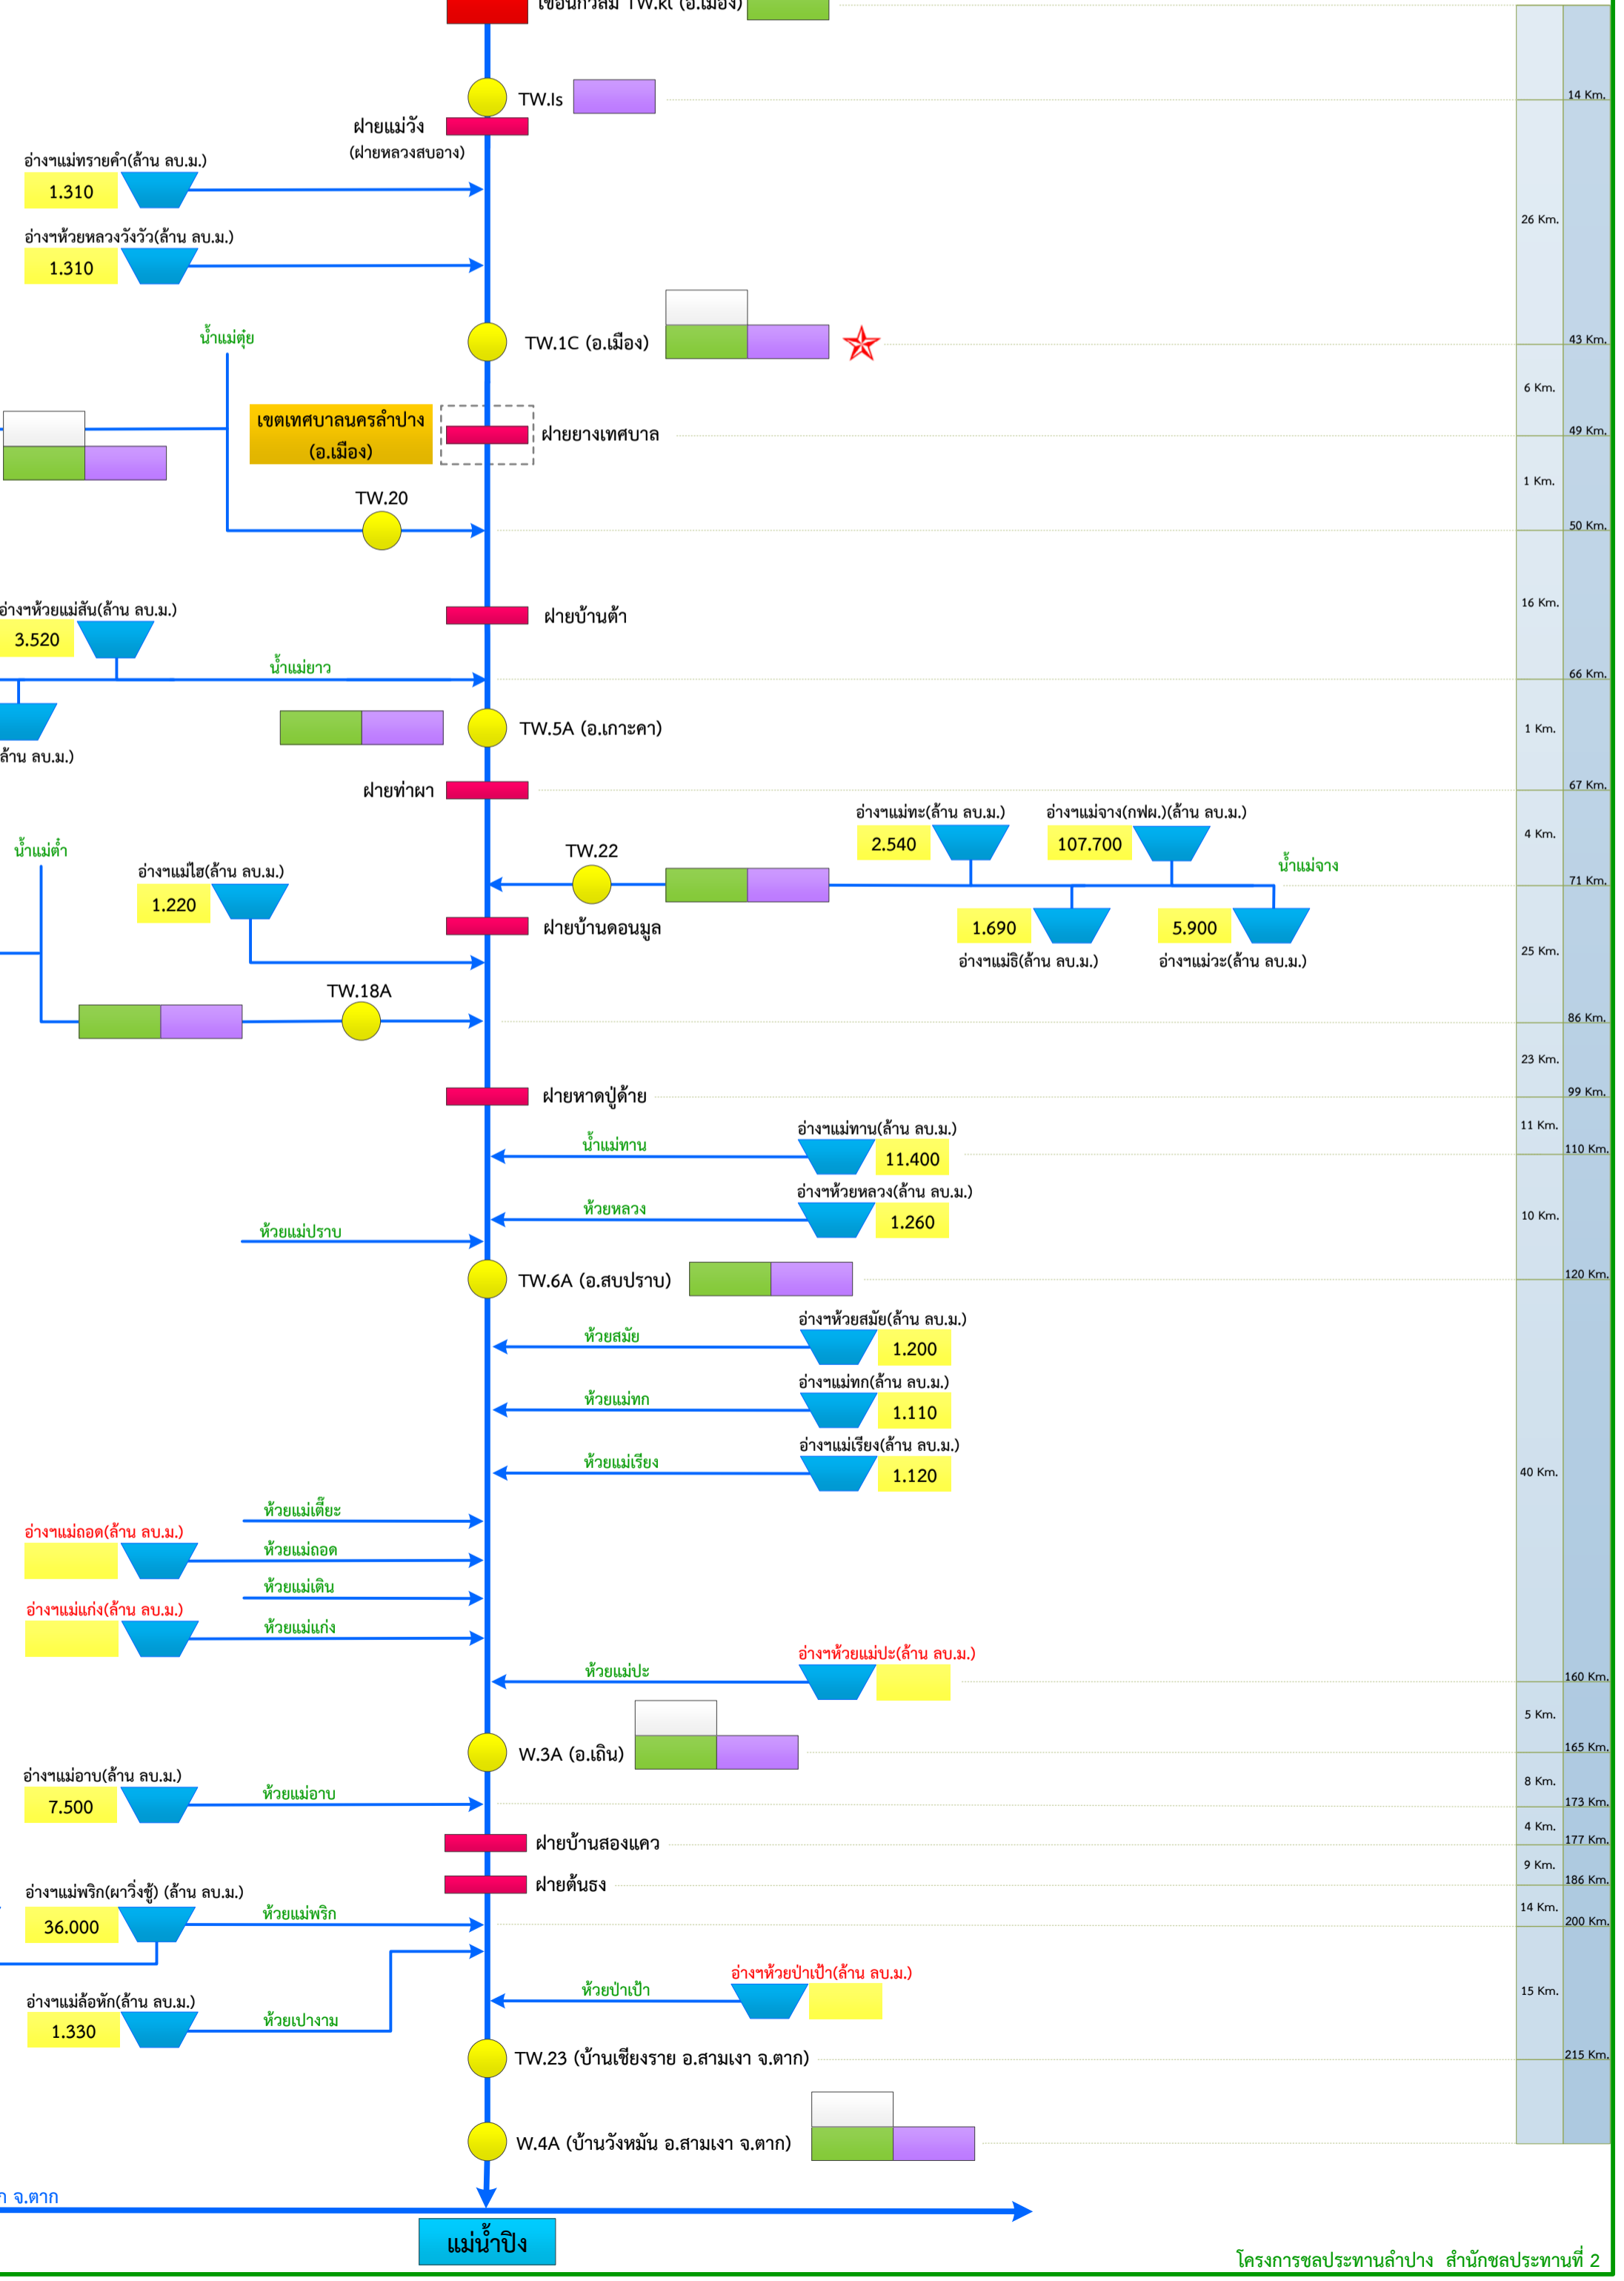 เขื่อนกิ่วลม TW.kl (อ.เมือง)
TW.ls
14 Km.
ฝายแม่วัง
(ฝายหลวงสบอาง)
อ่างฯแม่ทรายคำ(ล้าน ลบ.ม.)
1.310
26 Km.
อ่างฯห้วยหลวงวังวัว(ล้าน ลบ.ม.)
1.310
น้ำแม่ตุ๋ย
TW.1C (อ.เมือง)
43 Km.
6 Km.
เขตเทศบาลนครลำปาง
(อ.เมือง)
ฝายยางเทศบาล
49 Km.
1 Km.
TW.20
50 Km.
อ่างฯห้วยแม่สัน(ล้าน ลบ.ม.)
3.520
ฝายบ้านต้า
16 Km.
น้ำแม่ยาว
66 Km.
TW.5A (อ.เกาะคา)
1 Km.
ล้าน ลบ.ม.)
ฝายท่าผา
67 Km.
อ่างฯแม่ทะ(ล้าน ลบ.ม.)
อ่างฯแม่จาง(กฟผ.)(ล้าน ลบ.ม.)
2.540
107.700
4 Km.
น้ำแม่ต๋ำ
TW.22
น้ำแม่จาง
อ่างฯแม่ไฮ(ล้าน ลบ.ม.)
1.220
71 Km.
ฝายบ้านดอนมูล
1.690
5.900
25 Km.
อ่างฯแม่ธิ(ล้าน ลบ.ม.)
อ่างฯแม่วะ(ล้าน ลบ.ม.)
TW.18A
86 Km.
23 Km.
ฝายหาดปู่ด้าย
99 Km.
11 Km.
อ่างฯแม่ทาน(ล้าน ลบ.ม.)
น้ำแม่ทาน
11.400
110 Km.
อ่างฯห้วยหลวง(ล้าน ลบ.ม.)
ห้วยหลวง
1.260
10 Km.
ห้วยแม่ปราบ
TW.6A (อ.สบปราบ)
120 Km.
อ่างฯห้วยสมัย(ล้าน ลบ.ม.)
ห้วยสมัย
1.200
อ่างฯแม่ทก(ล้าน ลบ.ม.)
ห้วยแม่ทก
1.110
อ่างฯแม่เรียง(ล้าน ลบ.ม.)
ห้วยแม่เรียง
1.120
40 Km.
ห้วยแม่เตี๊ยะ
อ่างฯแม่ถอด(ล้าน ลบ.ม.)
ห้วยแม่ถอด
ห้วยแม่เติน
อ่างฯแม่แก่ง(ล้าน ลบ.ม.)
ห้วยแม่แก่ง
อ่างฯห้วยแม่ปะ(ล้าน ลบ.ม.)
ห้วยแม่ปะ
160 Km.
5 Km.
W.3A (อ.เถิน)
165 Km.
อ่างฯแม่อาบ(ล้าน ลบ.ม.)
7.500
ห้วยแม่อาบ
8 Km.
173 Km.
4 Km.
ฝายบ้านสองแคว
177 Km.
9 Km.
ฝายต้นธง
186 Km.
อ่างฯแม่พริก(ผาวิ่งชู้) (ล้าน ลบ.ม.)
36.000
ห้วยแม่พริก
14 Km.
200 Km.
อ่างฯห้วยป่าเป้า(ล้าน ลบ.ม.)
ห้วยป่าเป้า
15 Km.
อ่างฯแม่ล้อหัก(ล้าน ลบ.ม.)
1.330
ห้วยเปางาม
TW.23 (บ้านเชียงราย อ.สามเงา จ.ตาก)
215 Km.
W.4A (บ้านวังหมัน อ.สามเงา จ.ตาก)
ก จ.ตาก
แม่น้ำปิง
โครงการชลประทานลำปาง สำนักชลประทานที่ 2